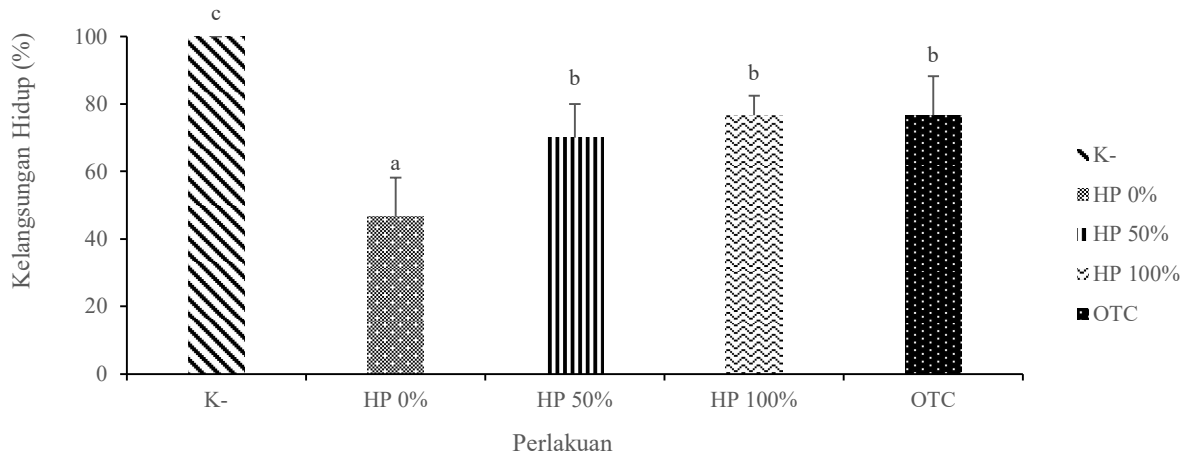 Kelangsungan Hidup (%)
100
80
60
40
20
0
c
a
b
b
b
K-
HP 0%
HP 50%
HP 100%
OTC
Perlakuan
K-
HP 0%
HP 50%
HP 100%
OTC